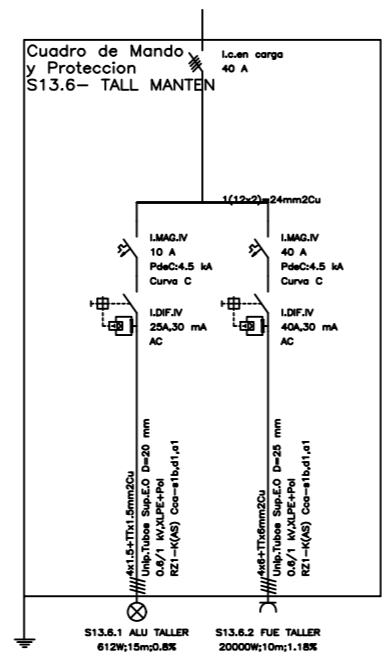 Cuadro de Mando
y Proteccion
S13.6- TALL MANTEN
I.c.en carga
40 A
1(12x2)=24mm2Cu
I.MAG.IV
10 A
PdeC:4.5 kA
Curva C
I.DIF.IV
25A,30 mA
AC
I.MAG.IV
40 A
PdeC:4.5 kA
Curva C
I.DIF.IV
40A,30 mA
AC
4x1.5+TTx1.5mm2Cu
Unip.Tubos Sup.E.O D=20 mm
0.6/1 kV,XLPE+Pol
RZ1-K(AS) Cca-s1b,d1,a1
4x6+TTx6mm2Cu
Unip.Tubos Sup.E.O D=25 mm
0.6/1 kV,XLPE+Pol
RZ1-K(AS) Cca-s1b,d1,a1
S13.6.1 ALU TALLER
612W;15m;0.8%
S13.6.2 FUE TALLER
20000W;10m;1.18%